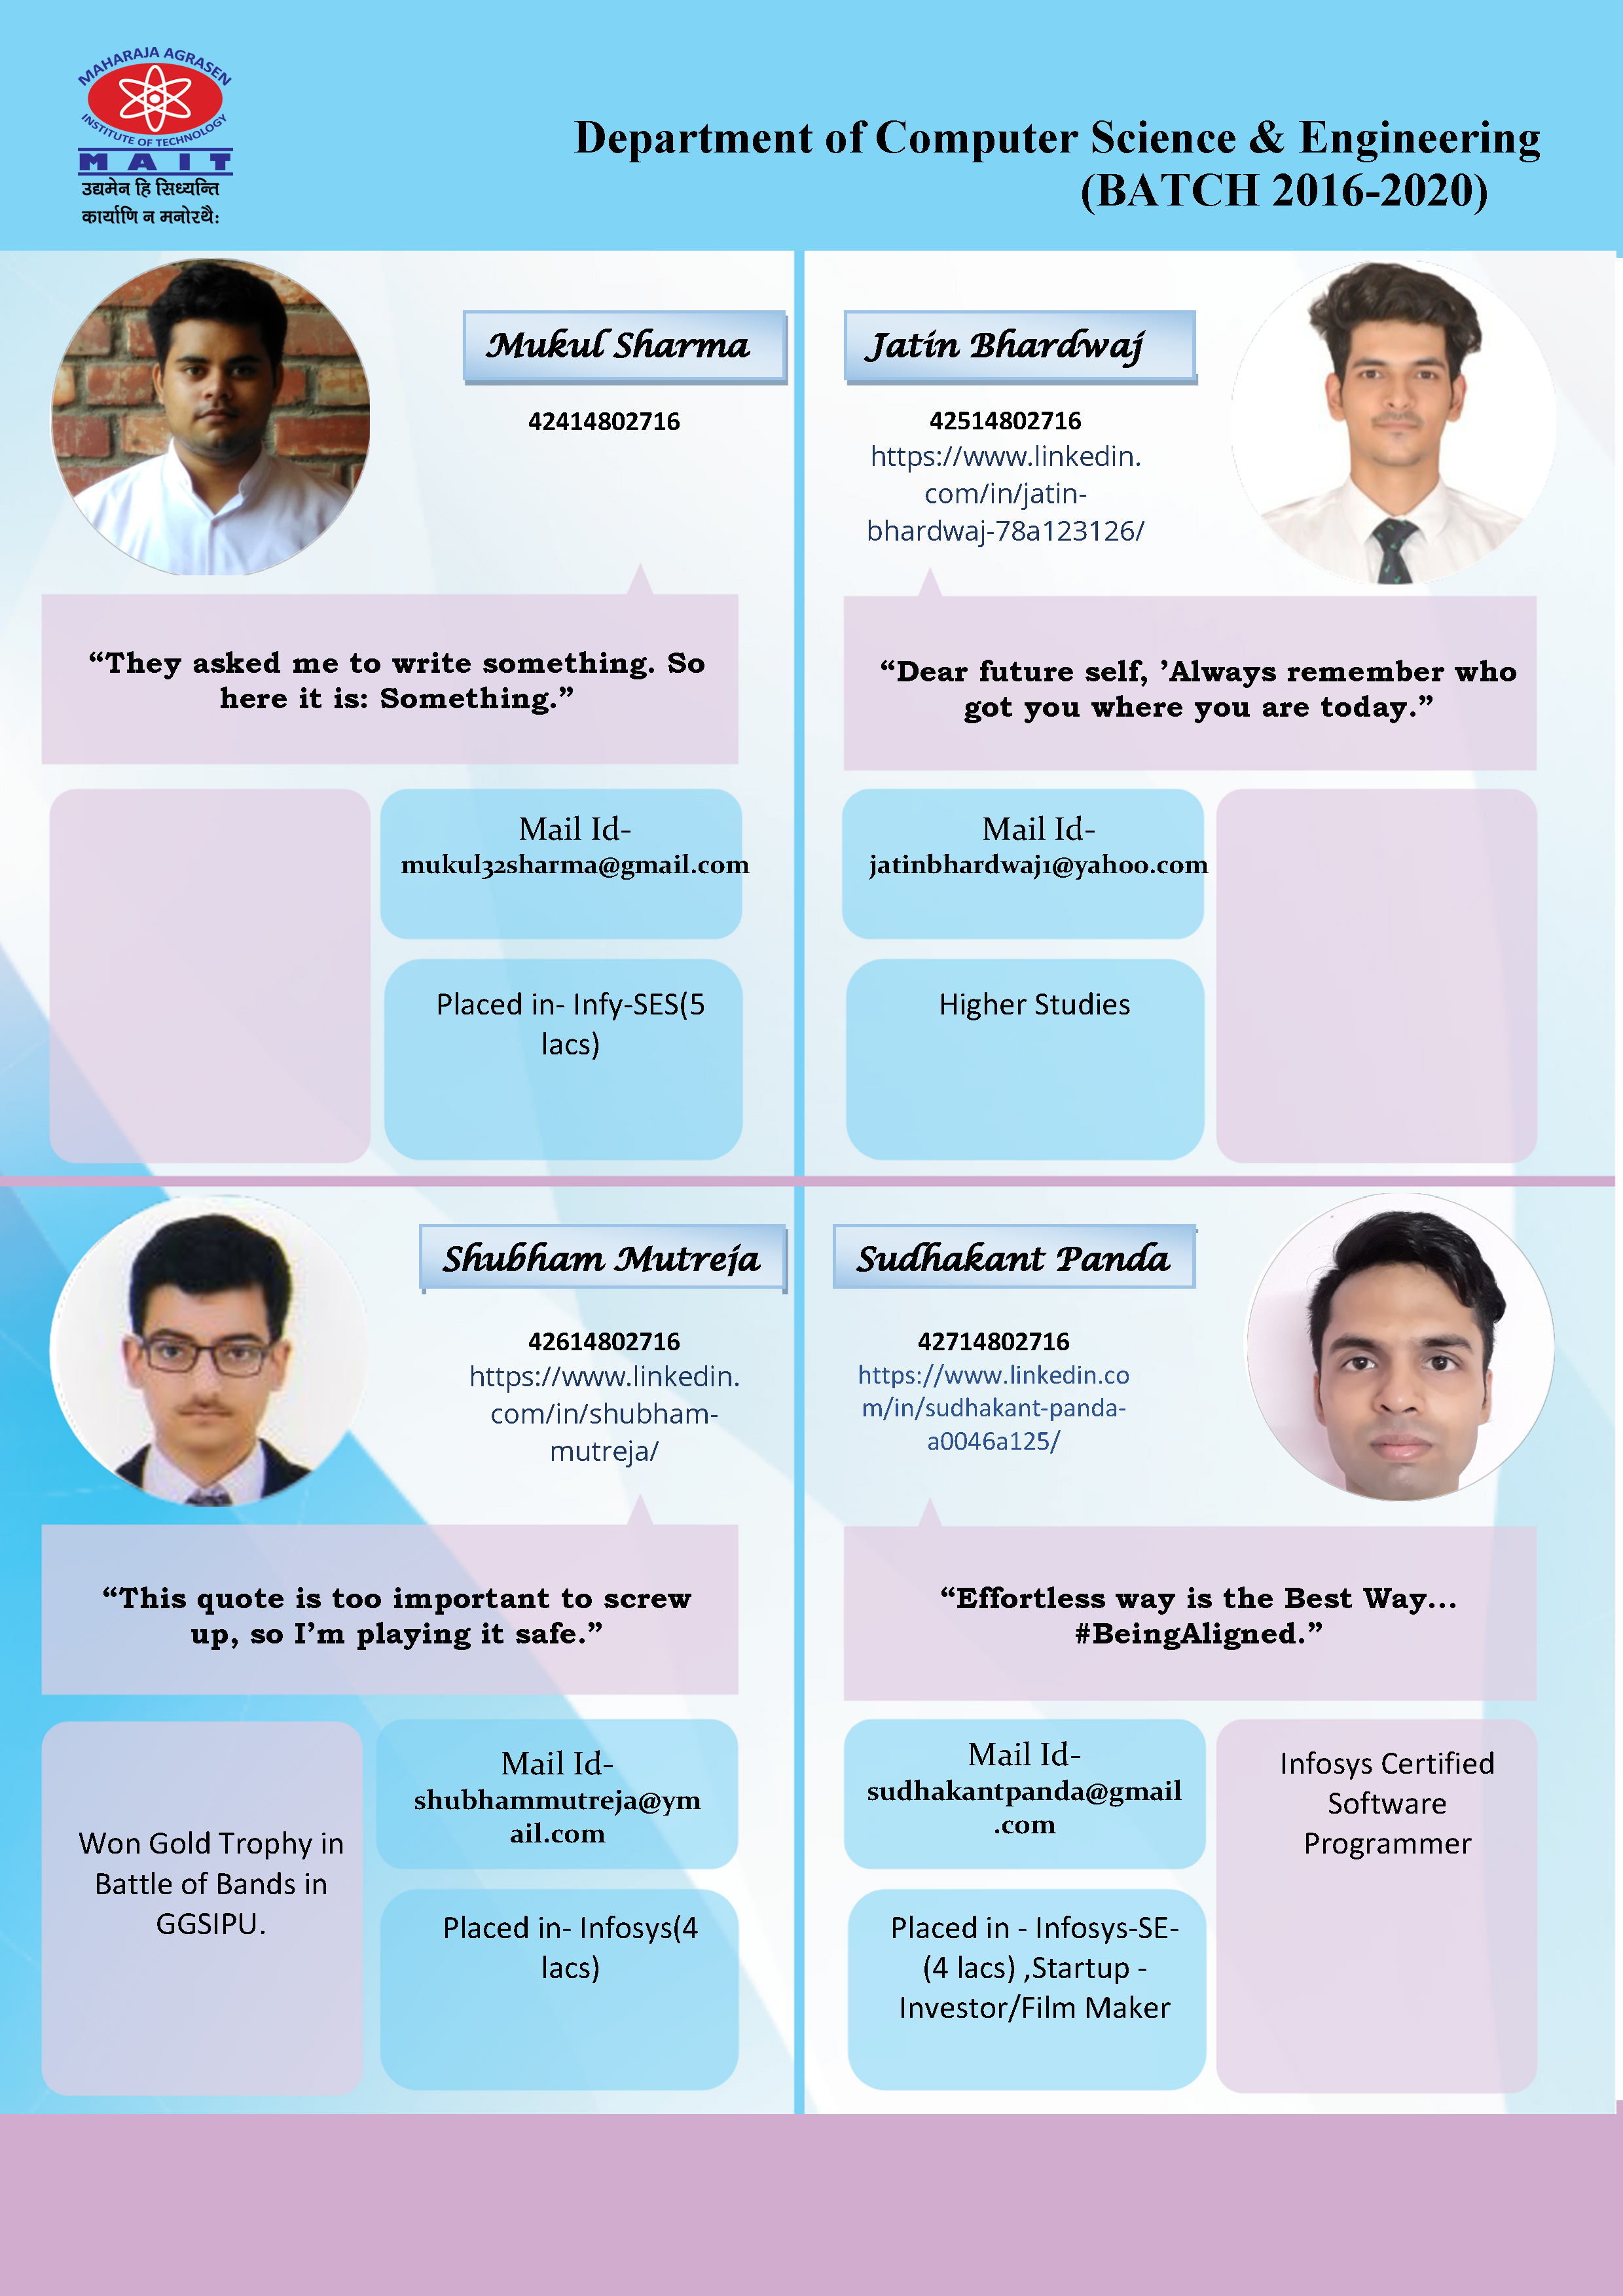 MAHARAJA AGRASEN
INSTITUTE OF TECHNOLOGY
MAIT
उद्यमेन हि सिध्यन्ति
कार्याणि न मनोरथैः
Department of Computer Science & Engineering
(BATCH 2016-2020)
Mukul Sharma
42414802716
“They asked me to write something. So
here it is: Something.”
Mail Id-
mukul32sharma@gmail.com
Placed in- Infy-SES(5
lacs)
Jatin Bhardwaj
42514802716
https://www.linkedin.
com/in/jatin-
bhardwaj-78a123126/
“Dear future self, ’Always remember who
got you where you are today.”
Mail Id-
jatinbhardwaj1@yahoo.com
Higher Studies
Shubham Mutreja
42614802716
https://www.linkedin.
com/in/shubham-
mutreja/
“This quote is too important to screw
up, so I’m playing it safe.”
Won Gold Trophy in
Battle of Bands in
GGSIPU.
Mail Id-
shubhammutreja@ym
ail.com
Placed in- Infosys(4
lacs)
Sudhakant Panda
42714802716
https://www.linkedin.co
m/in/sudhakant-panda-
a0046a125/
“Effortless way is the Best Way...
#BeingAligned.”
Mail Id-
sudhakantpanda@gmail
.com
Placed in - Infosys-SE-
(4 lacs) ,Startup -
Investor/Film Maker
Infosys Certified
Software
Programmer